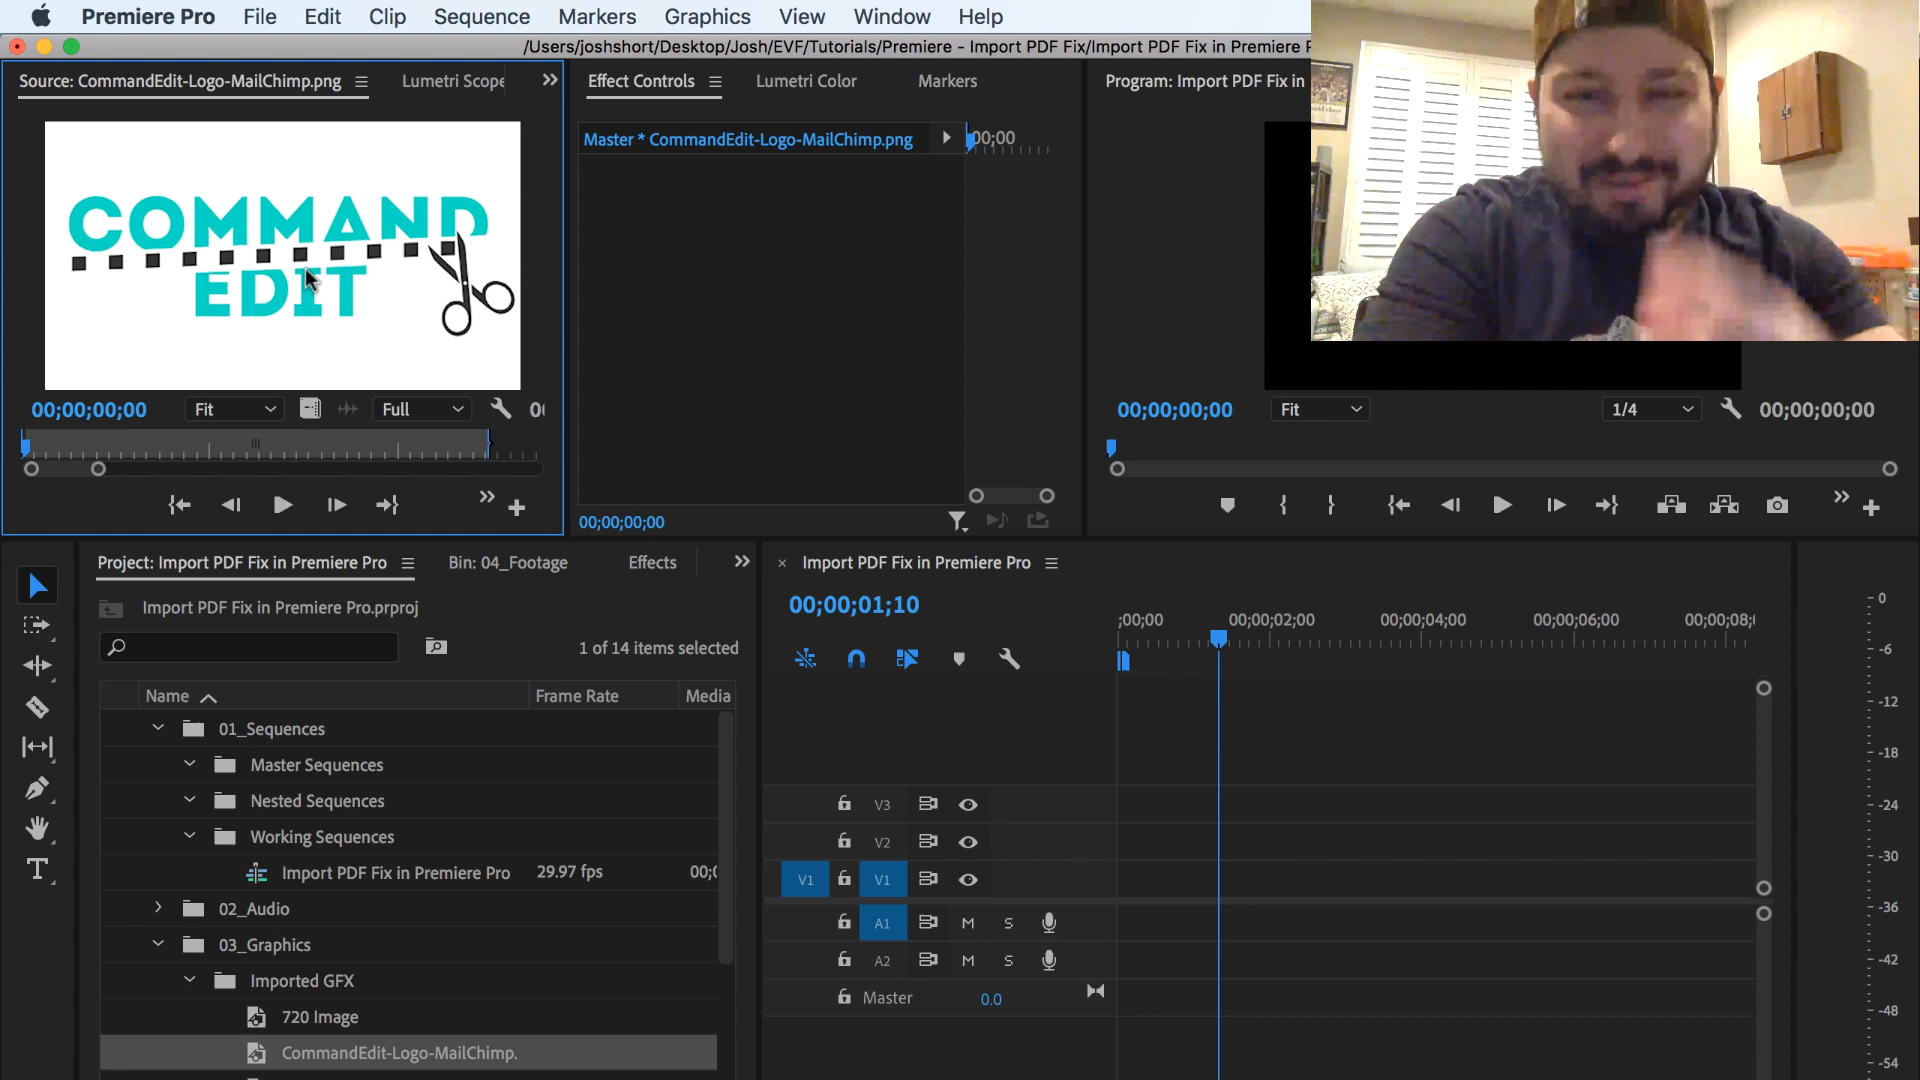 Premiere Pro File Edit Clip Sequence Markers Graphics View Window Help
/Users/joshshort/Desktop/Josh/EVF/Tutorials/Premiere - Import PDF Fix/Import PDF Fix in Premiere P
Source: CommandEdit-Logo-MailChimp.png Lumetri Scope
Effect Controls Lumetri Color Markers
Program: Import PDF Fix in
COMMAND
EDIT
Master * CommandEdit-Logo-MailChimp.png
00;00
00;00;00;00 Fit Full
00;00;00;00
00;00;00;00 Fit 1/4 00;00;00;00
Project: Import PDF Fix in Premiere Pro Bin: 04_Footage Effects
Import PDF Fix in Premiere Pro.prproj
1 of 14 items selected
Name Frame Rate Media
01_Sequences
Master Sequences
Nested Sequences
Working Sequences
Import PDF Fix in Premiere Pro 29.97 fps 00;0
02_Audio
03_Graphics
Imported GFX
720 Image
CommandEdit-Logo-MailChimp.
× Import PDF Fix in Premiere Pro
00;00;01;10
;00;00 00;00;02;00 00;00;04;00 00;00;06;00 00;00;08;
V3
V2
V1 V1
A1 M S
A2 M S
Master 0.0
0
-6
-12
-18
-24
-30
-36
-42
-48
-54
T